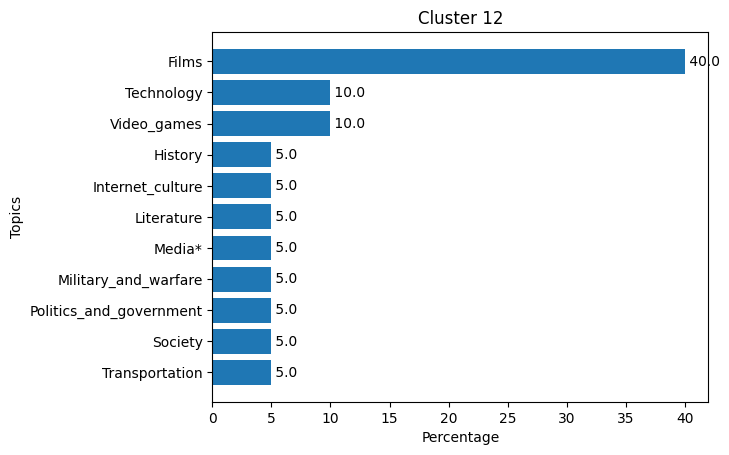 Cluster 12
Films 40.0
Technology 10.0
Video_games 10.0
History 5.0
Internet_culture 5.0
Literature 5.0
Media* 5.0
Military_and_warfare 5.0
Politics_and_government 5.0
Society 5.0
Transportation 5.0
Topics
0 5 10 15 20 25 30 35 40
Percentage